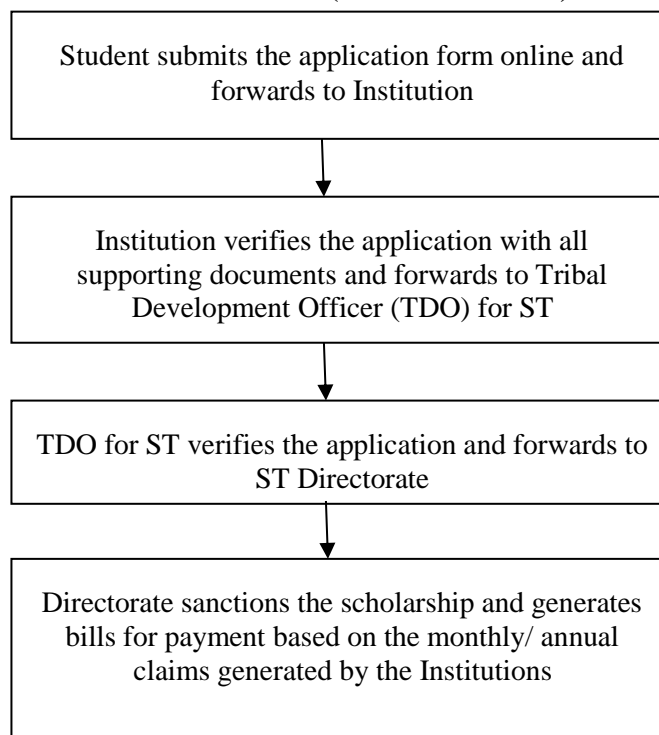 Student submits the application form online and
forwards to Institution
Institution verifies the application with all
supporting documents and forwards to Tribal
Development Officer (TDO) for ST
TDO for ST verifies the application and forwards to
ST Directorate
Directorate sanctions the scholarship and generates
bills for payment based on the monthly/ annual
claims generated by the Institutions